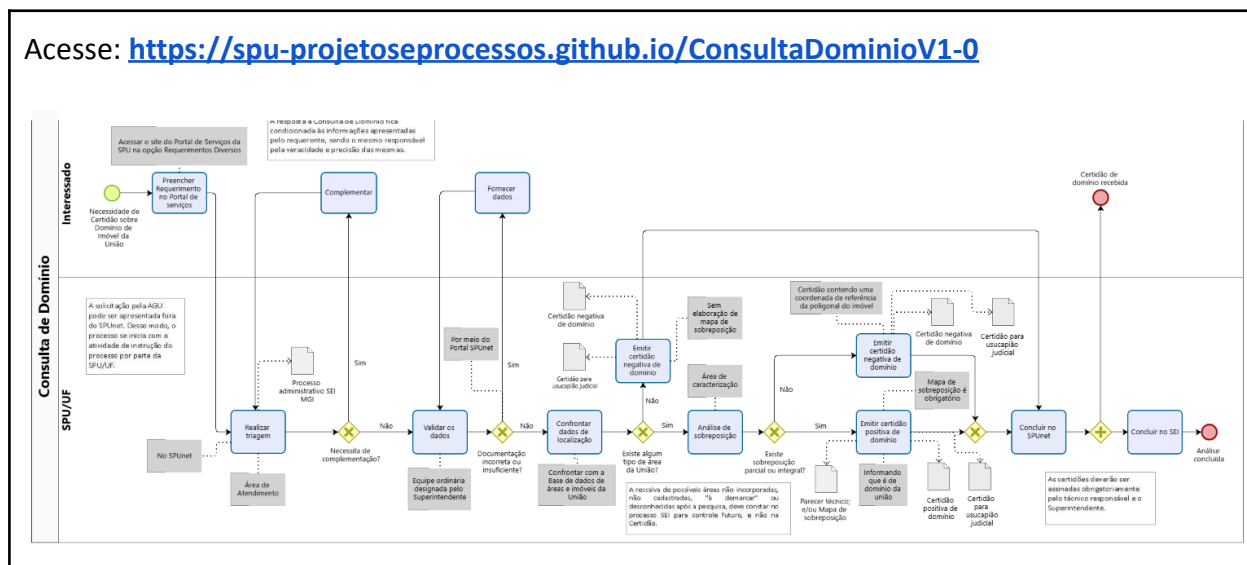 Acesse: https://spu-projetoseprocessos.github.io/ConsultaDominioV1-0
Consulta de Domínio
Interessado
Acessar o site do Portal de Serviços da
SPU na opção Requerimentos Diversos
A resposta à Consulta de Domínio fica
condicionada às informações apresentadas
pelo requerente, sendo o mesmo responsável
pela veracidade e precisão das mesmas.
Necessidade de
Certidão sobre
Domínio de
Imóvel da
União
Preencher
Requerimento
no Portal de
serviços
Complementar
Fornecer
dados
Certidão de
domínio recebida
SPU/UF
A solicitação pela AGU
pode ser apresentada fora
do SPUnet. Desse modo, o
processo se inicia com a
atividade de instrução do
processo por parte da
SPU/UF.
Processo
administrativo SEI
MGI
No SPUnet
Realizar
triagem
Área de
Atendimento
Necessita de
complementação?
Sim
Não
Validar os
dados
Equipe ordinária
designada pelo
Superintendente
Por meio do
Portal SPUnet
Sim
Documentação
incorreta ou
insuficiente?
Não
Confrontar
dados de
localização
Confrontar com a
Base de dados de
áreas e imóveis da
União
Certidão negativa
de domínio
Certidão para
usucapião judicial
Emitir
certidão
negativa de
domínio
Sem
elaboração de
mapa de
sobreposição
Não
Existe algum
tipo de área
da União?
Sim
Área de
caracterização
Análise de
sobreposição
A ressalva de possíveis áreas não incorporadas,
não cadastradas, "à demarcar" ou
desconhecidas após a pesquisa, deve constar no
processo SEI para controle futuro, e não na
Certidão.
Existe
sobreposição
parcial ou integral?
Não
Sim
Certidão contendo uma
coordenada de referência
da poligonal do imóvel
Emitir
certidão
negativa de
domínio
Certidão negativa
de domínio
Certidão para
usucapião
judicial
Mapa de
sobreposição é
obrigatório
Emitir certidão
positiva de
domínio
Informando
que é de
domínio da
união
Parecer técnico;
e/ou Mapa de
sobreposição
Certidão
positiva de
domínio
Certidão
para
usucapião
judicial
Concluir no
SPUnet
As certidões deverão ser
assinadas obrigatoriamente
pelo técnico responsável e o
Superintendente.
Concluir no SEI
Análise
concluída